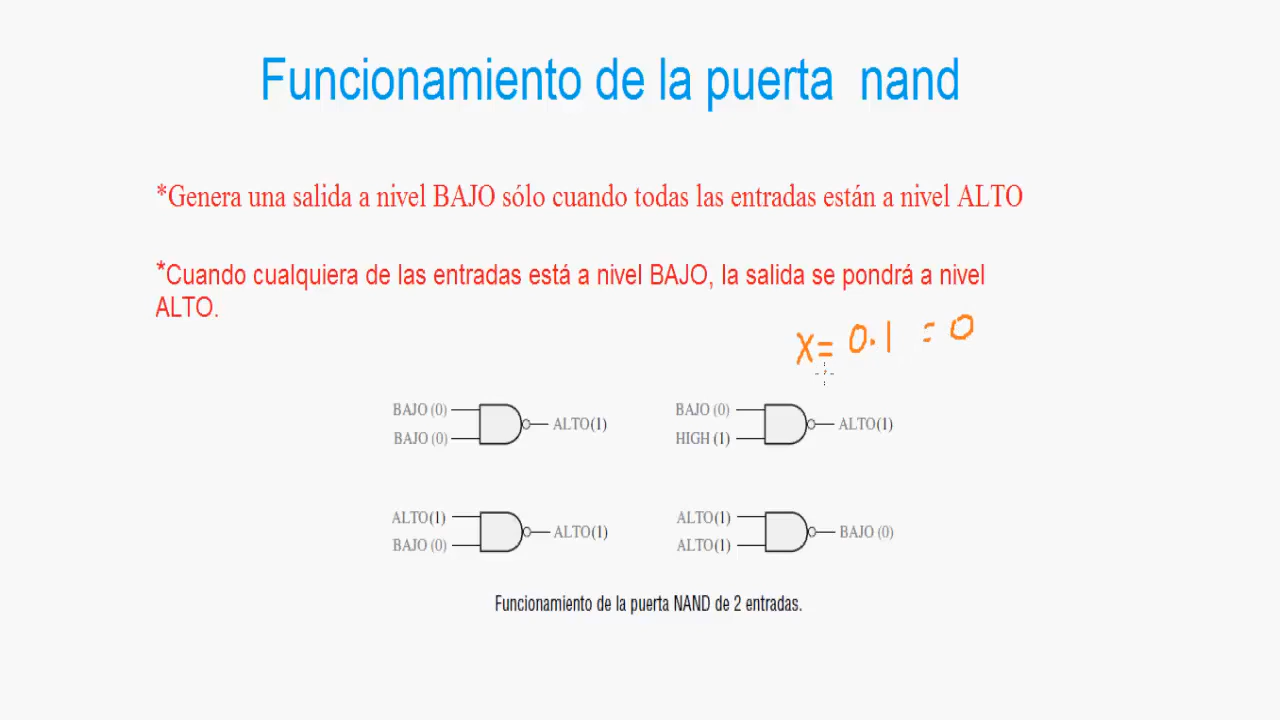 Funcionamiento de la puerta nand
*Genera una salida a nivel BAJO sólo cuando todas las entradas están a nivel ALTO
*Cuando cualquiera de las entradas está a nivel BAJO, la salida se pondrá a nivel
ALTO.
X= 0.1 = 0
BAJO (0)
BAJO (0)
ALTO(1)
BAJO (0)
HIGH (1)
ALTO(1)
ALTO(1)
BAJO (0)
ALTO(1)
ALTO(1)
ALTO(1)
BAJO (0)
Funcionamiento de la puerta NAND de 2 entradas.